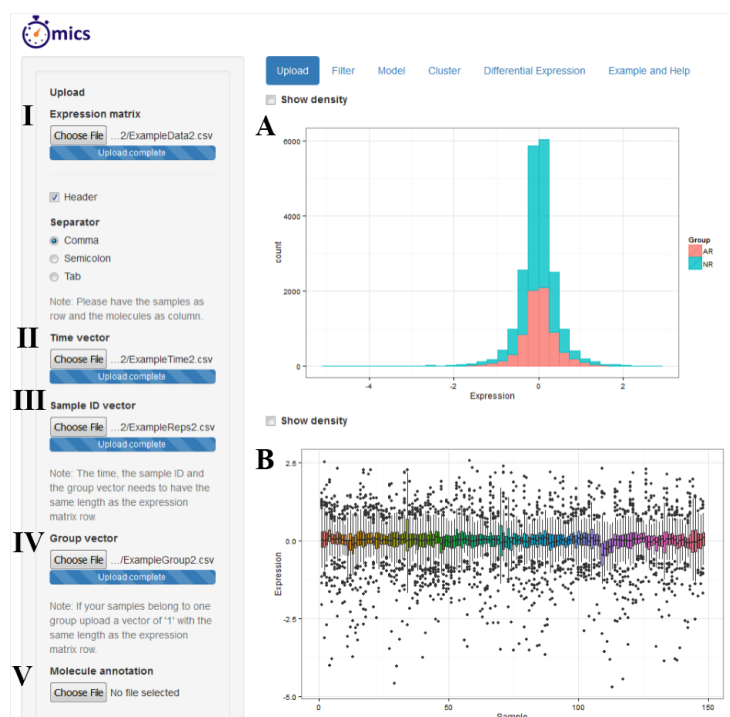 mics
Upload
I
Expression matrix
Choose File ...2/ExampleData2.csv
Upload complete
Header
Separator
Comma
Semicolon
Tab
Note: Please have the samples as
row and the molecules as column.
II
Time vector
Choose File ...2/ExampleTime2.csv
Upload complete
III
Sample ID vector
Choose File ...2/ExampleReps2.csv
Upload complete
Note: The time, the sample ID and
the group vector needs to have the
same length as the expression
matrix row.
IV
Group vector
Choose File .../ExampleGroup2.csv
Upload complete
Note: If your samples belong to one
group upload a vector of '1' with the
same length as the expression
matrix row.
V
Molecule annotation
Choose File No file selected
Upload Filter Model Cluster Differential Expression Example and Help
Show density
A
6000
4000
2000
0
count
-4 -2 0 2
Expression
Group
AR
NR
Show density
B
2.5
0.0
-2.5
-5.0
Expression
0 50 100 150
Sample